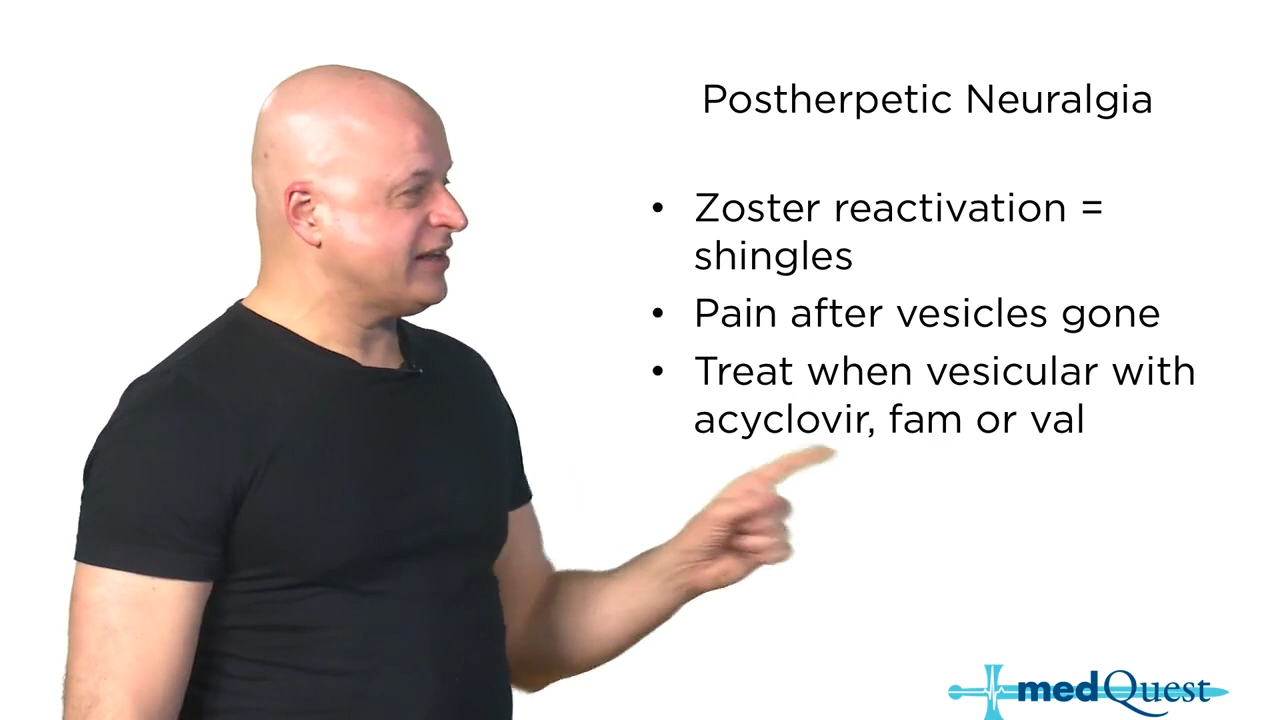 Postherpetic Neuralgia
• Zoster reactivation =
shingles
• Pain after vesicles gone
• Treat when vesicular with
acyclovir, fam or val
medQuest